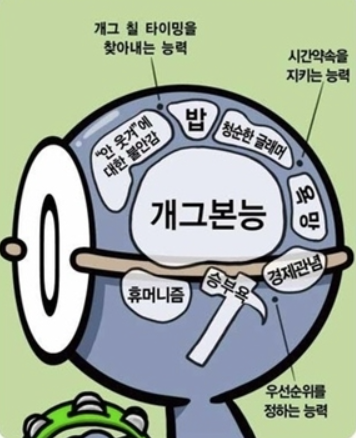 개그 칠 타이밍을
찾아내는 능력
시간약속을
지키는 능력
"안 웃겨"에
대한 불안감
밥
청순한 글래머
개그본능
욕망
휴머니즘
승부욕
경제관념
우선순위를
정하는 능력